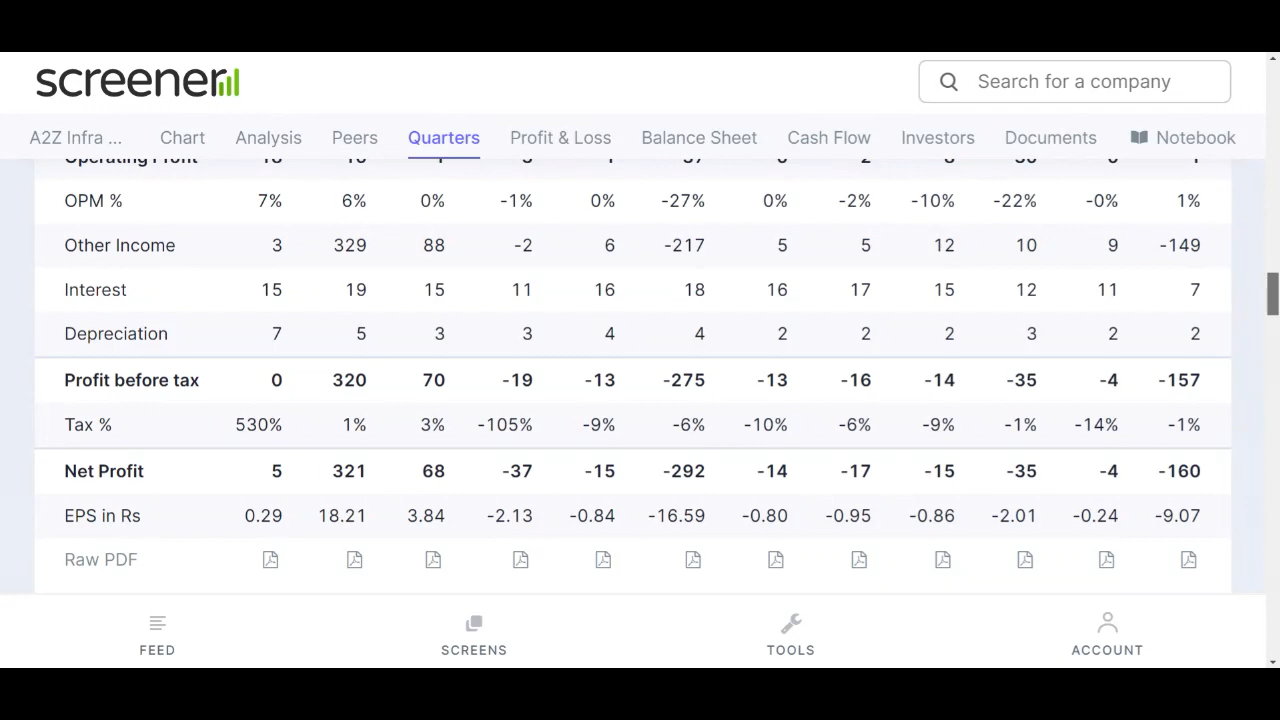 screener
Search for a company
A2Z Infra ... Chart Analysis Peers Quarters Profit & Loss Balance Sheet Cash Flow Investors Documents Notebook
Operating Profit
OPM % 7% 6% 0% -1% 0% -27% 0% -2% -10% -22% -0% 1%
Other Income 3 329 88 -2 6 -217 5 5 12 10 9 -149
Interest 15 19 15 11 16 18 16 17 15 12 11 7
Depreciation 7 5 3 3 4 4 2 2 2 3 2 2
Profit before tax 0 320 70 -19 -13 -275 -13 -16 -14 -35 -4 -157
Tax % 530% 1% 3% -105% -9% -6% -10% -6% -9% -1% -14% -1%
Net Profit 5 321 68 -37 -15 -292 -14 -17 -15 -35 -4 -160
EPS in Rs 0.29 18.21 3.84 -2.13 -0.84 -16.59 -0.80 -0.95 -0.86 -2.01 -0.24 -9.07
Raw PDF
FEED SCREENS TOOLS ACCOUNT